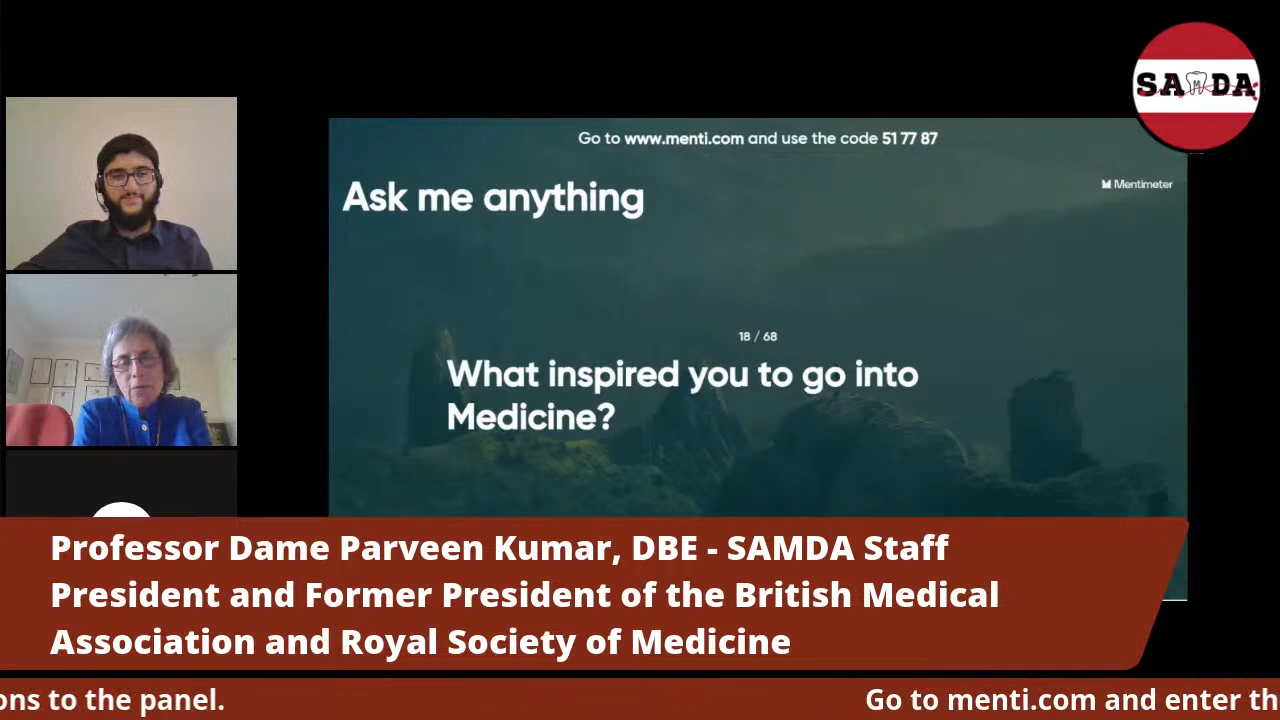 SAMDA
Go to www.menti.com and use the code 51 77 87
Mentimeter
Ask me anything
18 / 68
What inspired you to go into
Medicine?
Professor Dame Parveen Kumar, DBE - SAMDA Staff
President and Former President of the British Medical
Association and Royal Society of Medicine
ons to the panel.
Go to menti.com and enter th